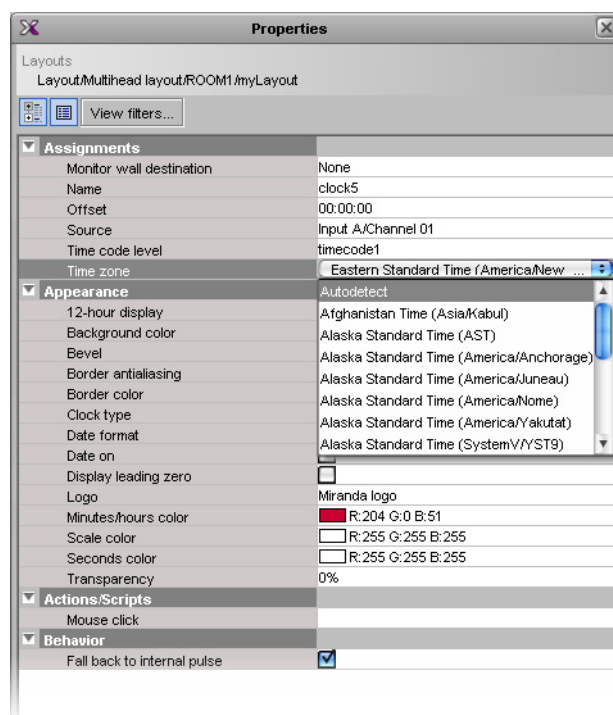 Properties
Layouts
Layout/Multihead layout/ROOM1/myLayout
View filters...
Assignments
Monitor wall destination None
Name clock5
Offset 00:00:00
Source Input A/Channel 01
Time code level timecode1
Time zone Eastern Standard Time (America/New ...
Appearance Autodetect
12-hour display Afghanistan Time (Asia/Kabul)
Background color Alaska Standard Time (AST)
Bevel Alaska Standard Time (America/Anchorage)
Border antialiasing Alaska Standard Time (America/Juneau)
Border color Alaska Standard Time (America/Nome)
Clock type Alaska Standard Time (America/Yakutat)
Date format Alaska Standard Time (SystemV/YST9)
Date on
Display leading zero
Logo Miranda logo
Minutes/hours color R:204 G:0 B:51
Scale color R:255 G:255 B:255
Seconds color R:255 G:255 B:255
Transparency 0%
Actions/Scripts
Mouse click
Behavior
Fall back to internal pulse